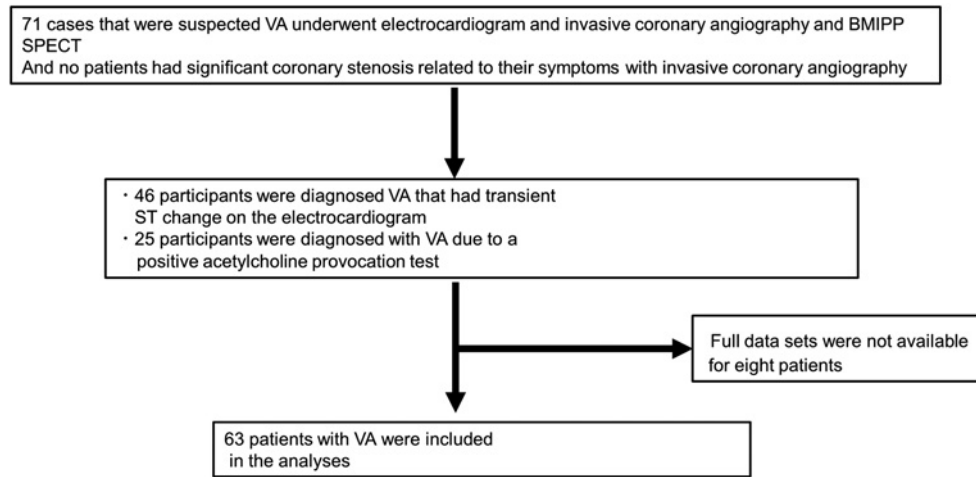 71 cases that were suspected VA underwent electrocardiogram and invasive coronary angiography and BMIPP
SPECT
And no patients had significant coronary stenosis related to their symptoms with invasive coronary angiography
・46 participants were diagnosed VA that had transient
ST change on the electrocardiogram
・25 participants were diagnosed with VA due to a
positive acetylcholine provocation test
Full data sets were not available
for eight patients
63 patients with VA were included
in the analyses